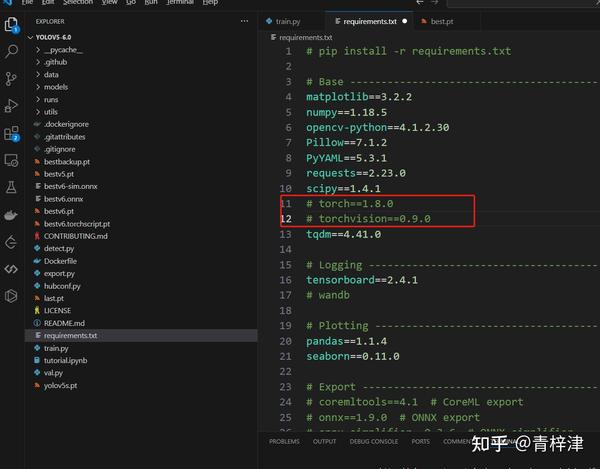 File Edit Selection View Go Run Terminal Help
EXPLORER
YOLOV5-6.0
__pycache__
.github
data
models
runs
utils
.dockerignore
.gitattributes
.gitignore
bestbackup.pt
bestv5.pt
bestv6-sim.onnx
bestv6.onnx
bestv6.pt
bestv6.torchscript.pt
CONTRIBUTING.md
detect.py
Dockerfile
export.py
hubconf.py
last.pt
LICENSE
README.md
requirements.txt
train.py
tutorial.ipynb
val.py
yolov5s.pt
train.py
requirements.txt
best.pt
requirements.txt
1 # pip install -r requirements.txt
2
3 # Base ----------------------------------------
4 matplotlib==3.2.2
5 numpy==1.18.5
6 opencv-python==4.1.2.30
7 Pillow==7.1.2
8 PyYAML==5.3.1
9 requests==2.23.0
10 scipy==1.4.1
11 # torch==1.8.0
12 # torchvision==0.9.0
13 tqdm==4.41.0
14
15 # Logging -------------------------------------
16 tensorboard==2.4.1
17 # wandb
18
19 # Plotting ------------------------------------
20 pandas==1.1.4
21 seaborn==0.11.0
22
23 # Export --------------------------------------
24 # coremltools==4.1 # CoreML export
25 # onnx==1.9.0 # ONNX export
PROBLEMS OUTPUT DEBUG CONSOLE PORTS
知乎 @青梓津